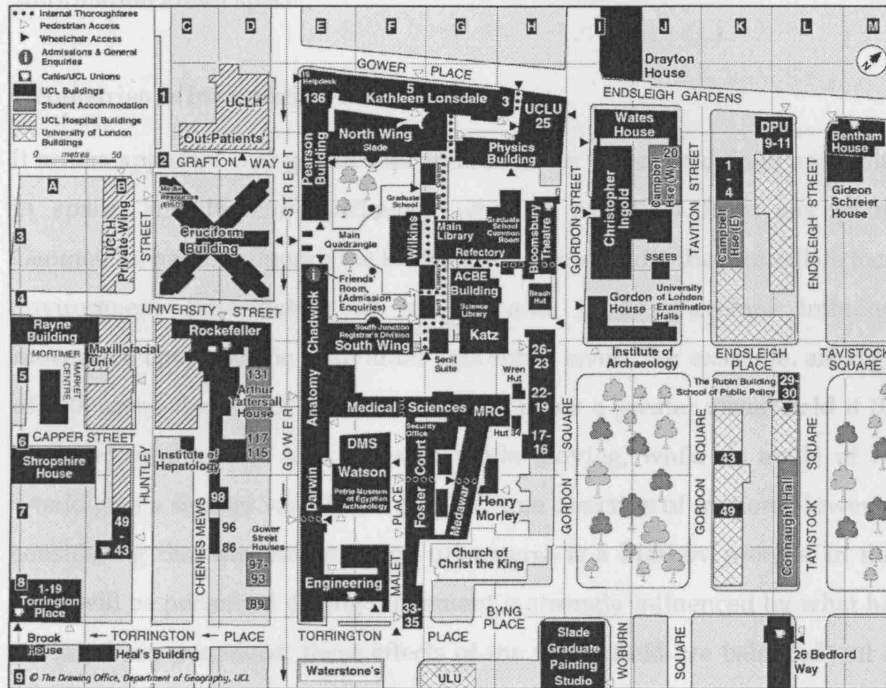 Internal Thoroughfares
Pedestrian Access
Wheelchair Access
Admissions & General
Enquiries
Cafés/UCL Unions
UCL Buildings
Student Accommodation
UCL Hospital Buildings
University of London
Buildings
0 metres 50
C D E F G H I J K L M
A B
1
2
3
4
5
6
7
8
9
UCLH
Out-Patients'
GRAFTON WAY
STREET
IS
Helpdesk
136
GOWER PLACE
5
Kathleen Lonsdale
3
UCLU
25
North Wing
Slade
Physics
Building
Pearson
Building
Drayton
House
ENDSLEIGH GARDENS
Wates
House
20
Campbell
Hse (W)
Christopher
Ingold
GORDON STREET
TAVITON STREET
1
-
4
Campbell
Hse (E)
DPU
9-11
ENDSLEIGH STREET
Bentham
House
Gideon
Schreier
House
UCLH
Private Wing
STREET
Media
Resources
Cruciform
Building
Main
Quadrangle
Graduate
School
Wilkins
Main
Library
Graduate
School
Common
Room
Refectory
Bloomsbury
Theatre
SSEES
Friends'
Room,
(Admission
Enquiries)
Chadwick
ACBE
Building
Science
Library
Beach
Hut
Gordon
House
University
of London
Examination
Halls
UNIVERSITY STREET
Rayne
Building
Maxillofacial
Unit
Rockefeller
South Junction
Registrar's Division
South Wing
Katz
Senit
Suite
26-
23
Wren
Hut
22-
19
Institute of
Archaeology
ENDSLEIGH
PLACE
TAVISTOCK
SQUARE
MORTIMER
MARKET
CENTRE
131
Arthur
Tattersall
House
117
115
GOWER
Anatomy
Medical Sciences
MRC
Security
Office
Hut 34
17-
16
The Rubin Building
School of Public Policy
29-
30
CAPPER STREET
Shropshire
House
HUNTLEY
Institute of
Hepatology
DMS
Watson
Petrie Museum
of Egyptian
Archaeology
Darwin
Foster Court
Medawar
Henry
Morley
SQUARE
GORDON
SQUARE
GORDON
43
49
Connaught Hall
SQUARE
TAVISTOCK
49
-
43
CHENIES MEWS
98
96
86
Gower
Street
Houses
97-
93
89
Engineering
PLACE
MALET
Church of
Christ the King
1-19
Torrington
Place
Brook
House
TORRINGTON PLACE
Heal's Building
TORRINGTON
33-
35
PLACE
BYNG PLACE
Waterstone's
ULU
Slade
Graduate
Painting
Studio
WOBURN
SQUARE
26 Bedford
Way
© The Drawing Office, Department of Geography, UCL